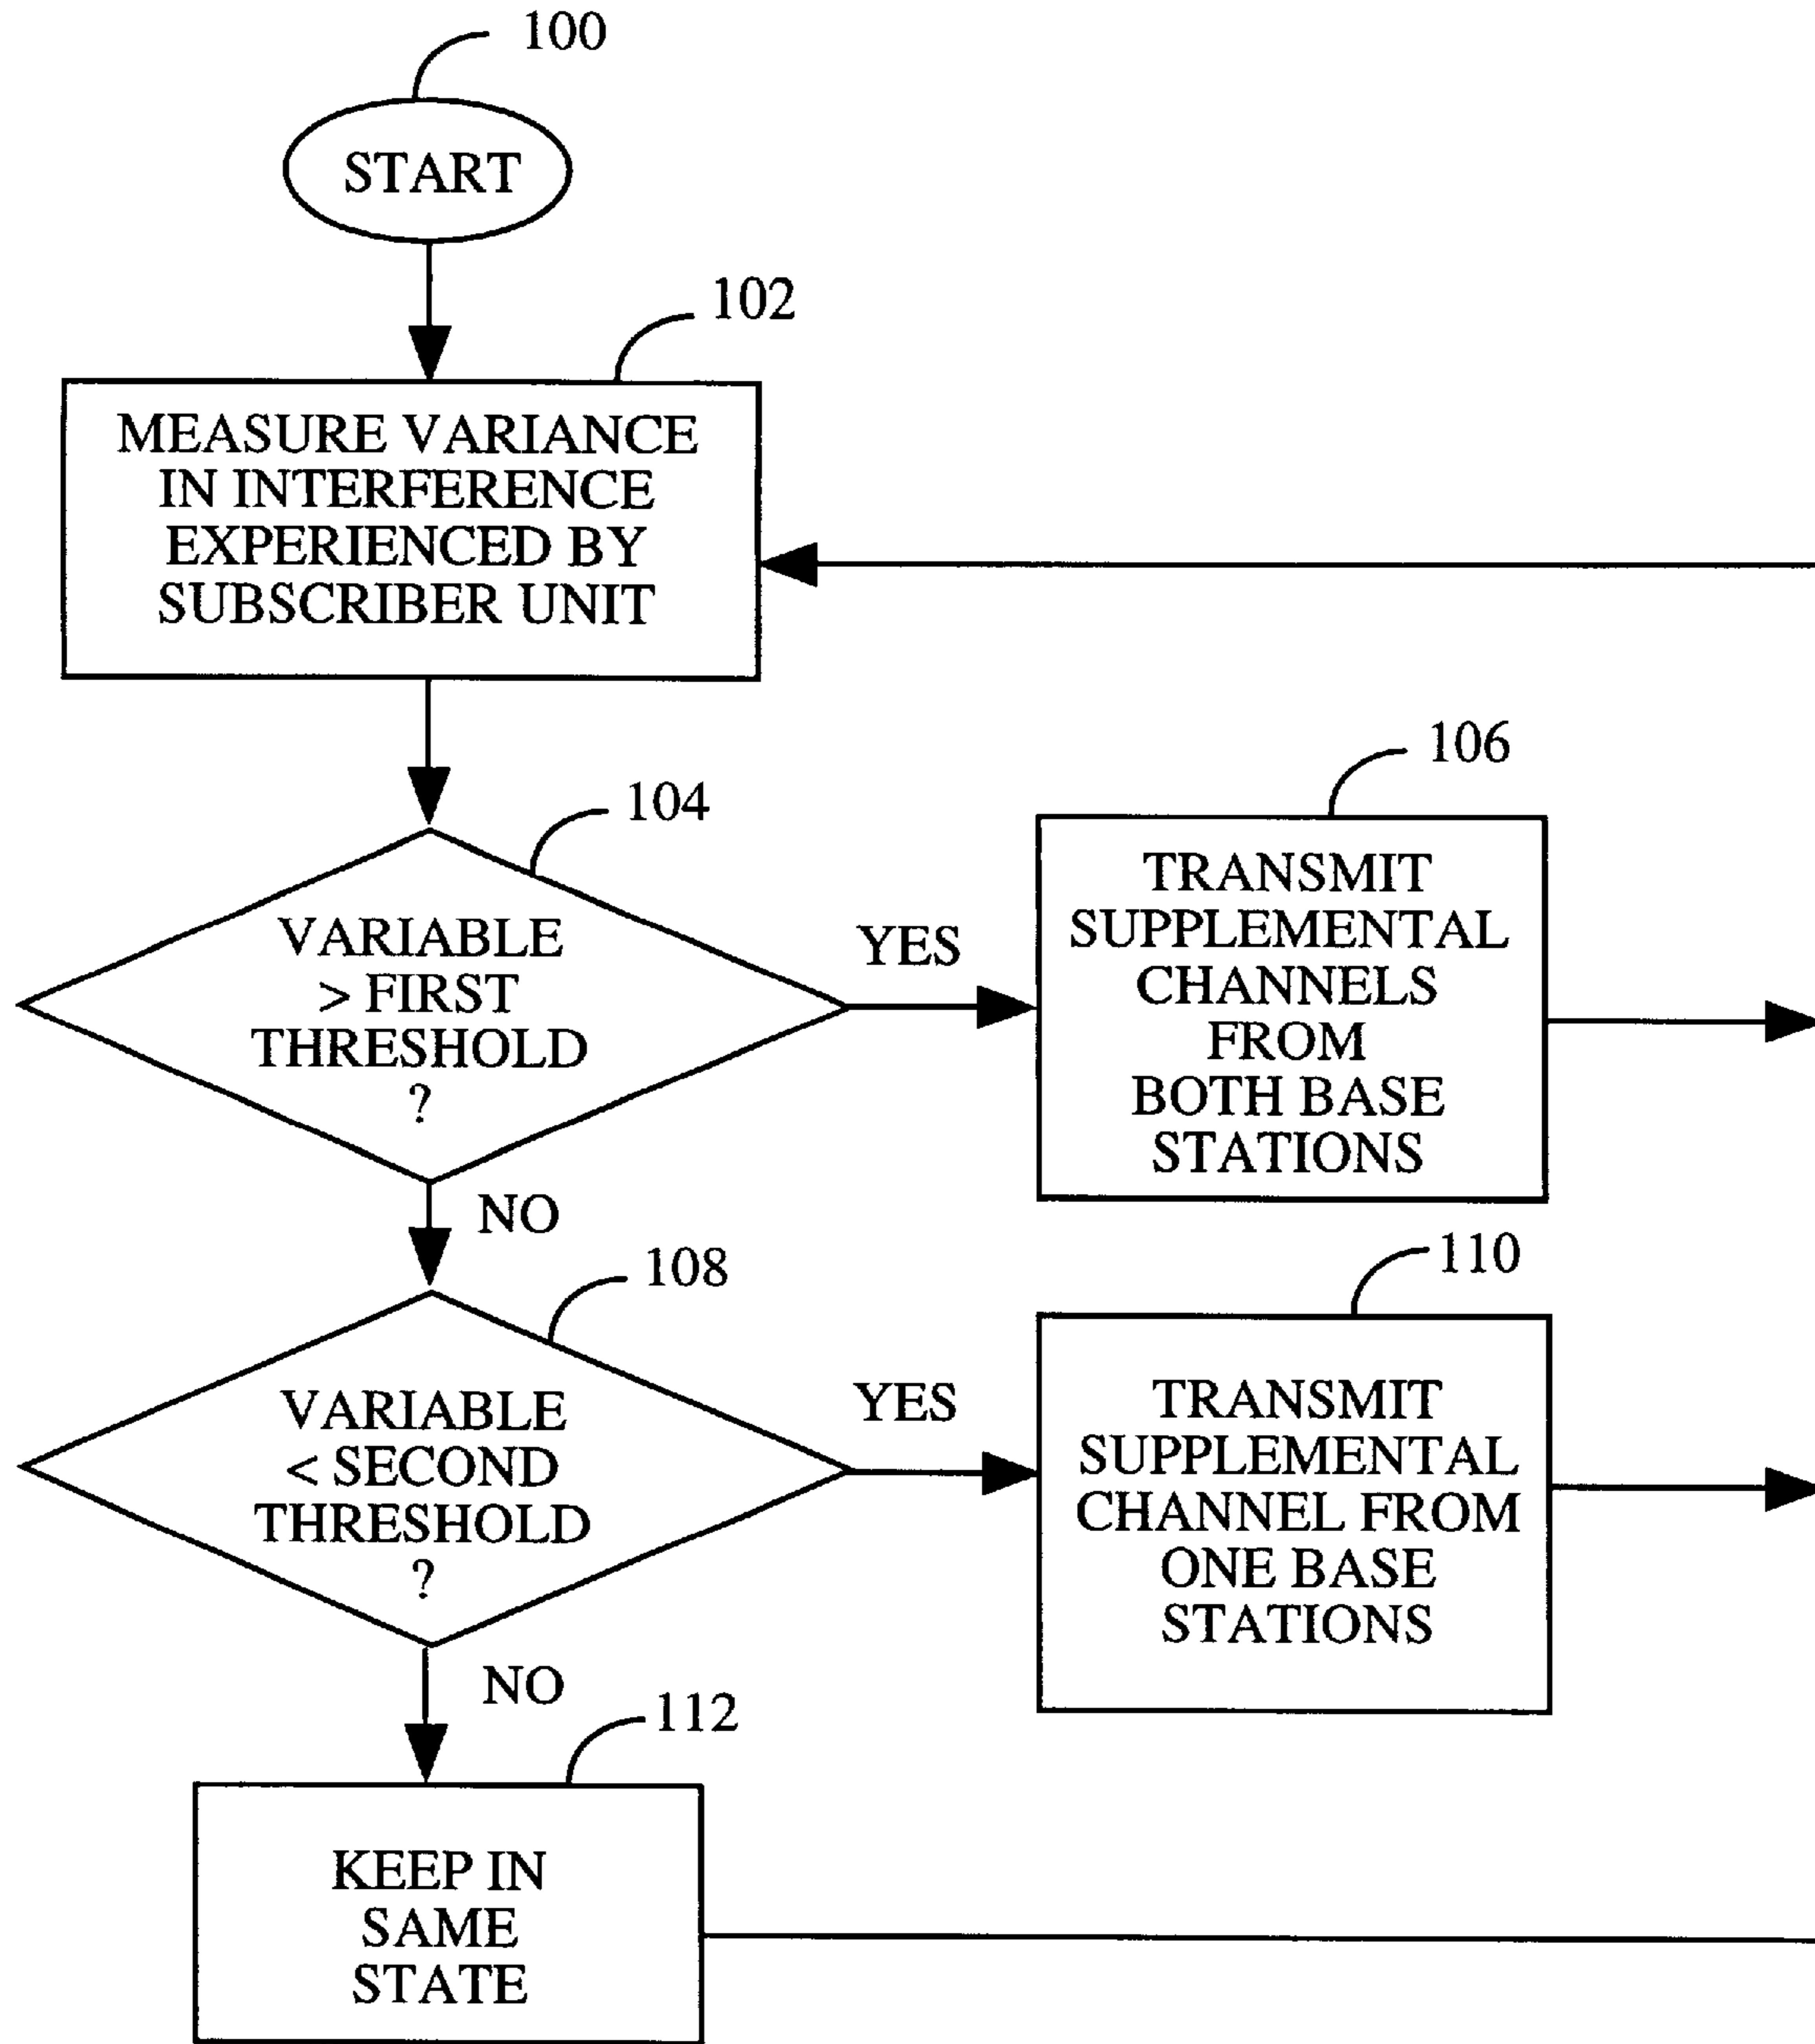 100
START
102
MEASURE VARIANCE
IN INTERFERENCE
EXPERIENCED BY
SUBSCRIBER UNIT
104
VARIABLE
> FIRST
THRESHOLD
?
YES
106
TRANSMIT
SUPPLEMENTAL
CHANNELS
FROM
BOTH BASE
STATIONS
NO
108
VARIABLE
< SECOND
THRESHOLD
?
YES
110
TRANSMIT
SUPPLEMENTAL
CHANNEL FROM
ONE BASE
STATIONS
NO
112
KEEP IN
SAME
STATE